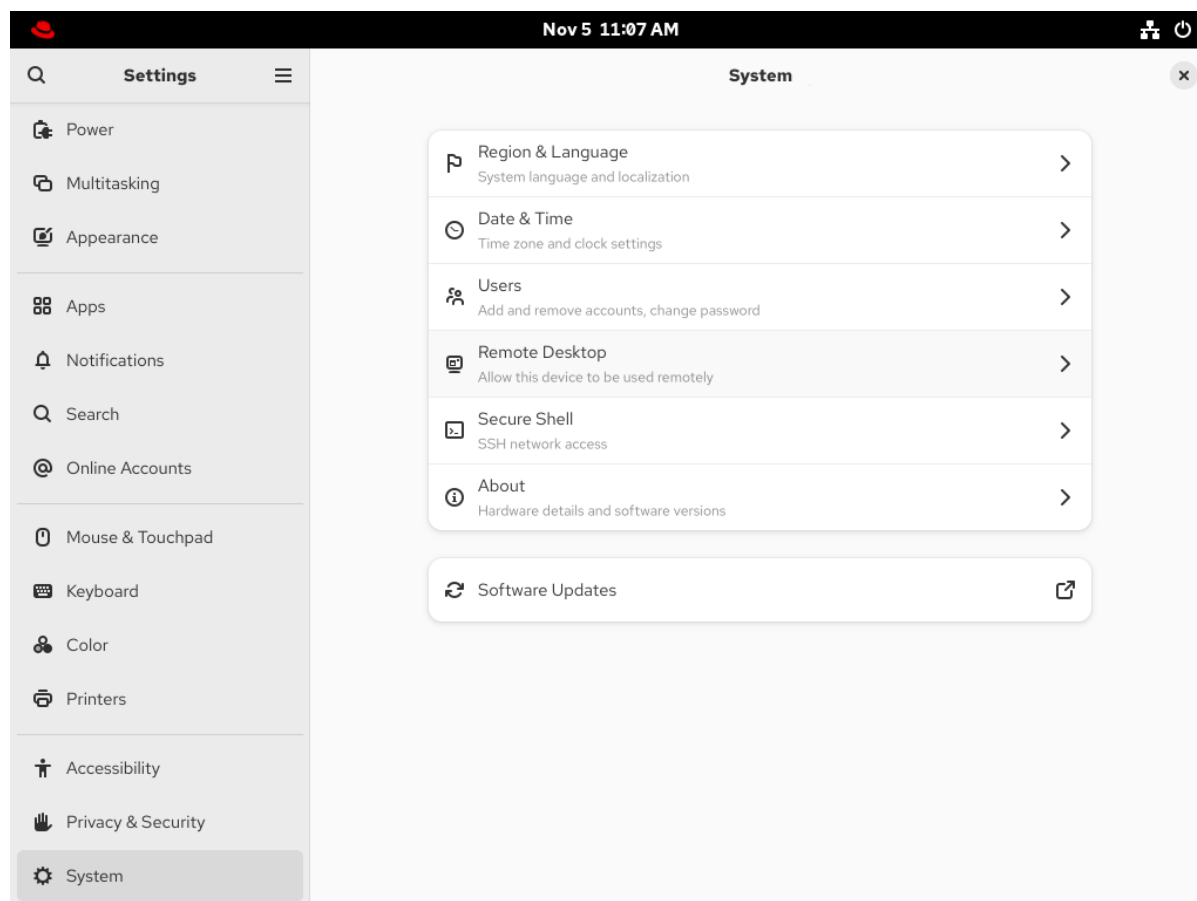 Nov 5 11:07 AM
Settings
System
Power
Multitasking
Appearance
Apps
Notifications
Search
Online Accounts
Mouse & Touchpad
Keyboard
Color
Printers
Accessibility
Privacy & Security
System
Region & Language
System language and localization
Date & Time
Time zone and clock settings
Users
Add and remove accounts, change password
Remote Desktop
Allow this device to be used remotely
Secure Shell
SSH network access
About
Hardware details and software versions
Software Updates